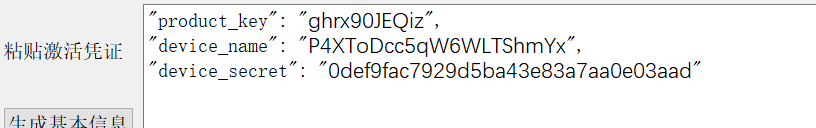 粘贴激活凭证
"product_key": "ghrx90JEQiz",
"device_name": "P4XToDcc5qW6WLTShmYx",
"device_secret": "0def9fac7929d5ba43e83a7aa0e03aad"
生成基本信息